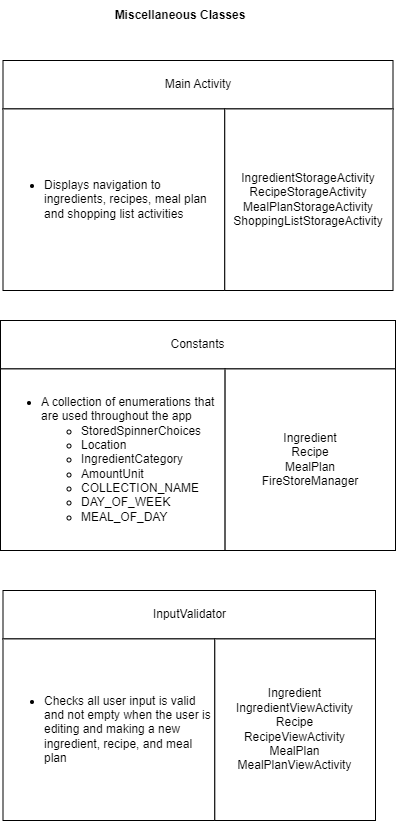 Miscellaneous Classes
Main Activity
Displays navigation to
ingredients, recipes, meal plan
and shopping list activities
IngredientStorageActivity
RecipeStorageActivity
MealPlanStorageActivity
ShoppingListStorageActivity
Constants
A collection of enumerations that
are used throughout the app
StoredSpinnerChoices
Location
IngredientCategory
AmountUnit
COLLECTION_NAME
DAY_OF_WEEK
MEAL_OF_DAY
Ingredient
Recipe
MealPlan
FireStoreManager
InputValidator
Checks all user input is valid
and not empty when the user is
editing and making a new
ingredient, recipe, and meal
plan
Ingredient
IngredientViewActivity
Recipe
RecipeViewActivity
MealPlan
MealPlanViewActivity